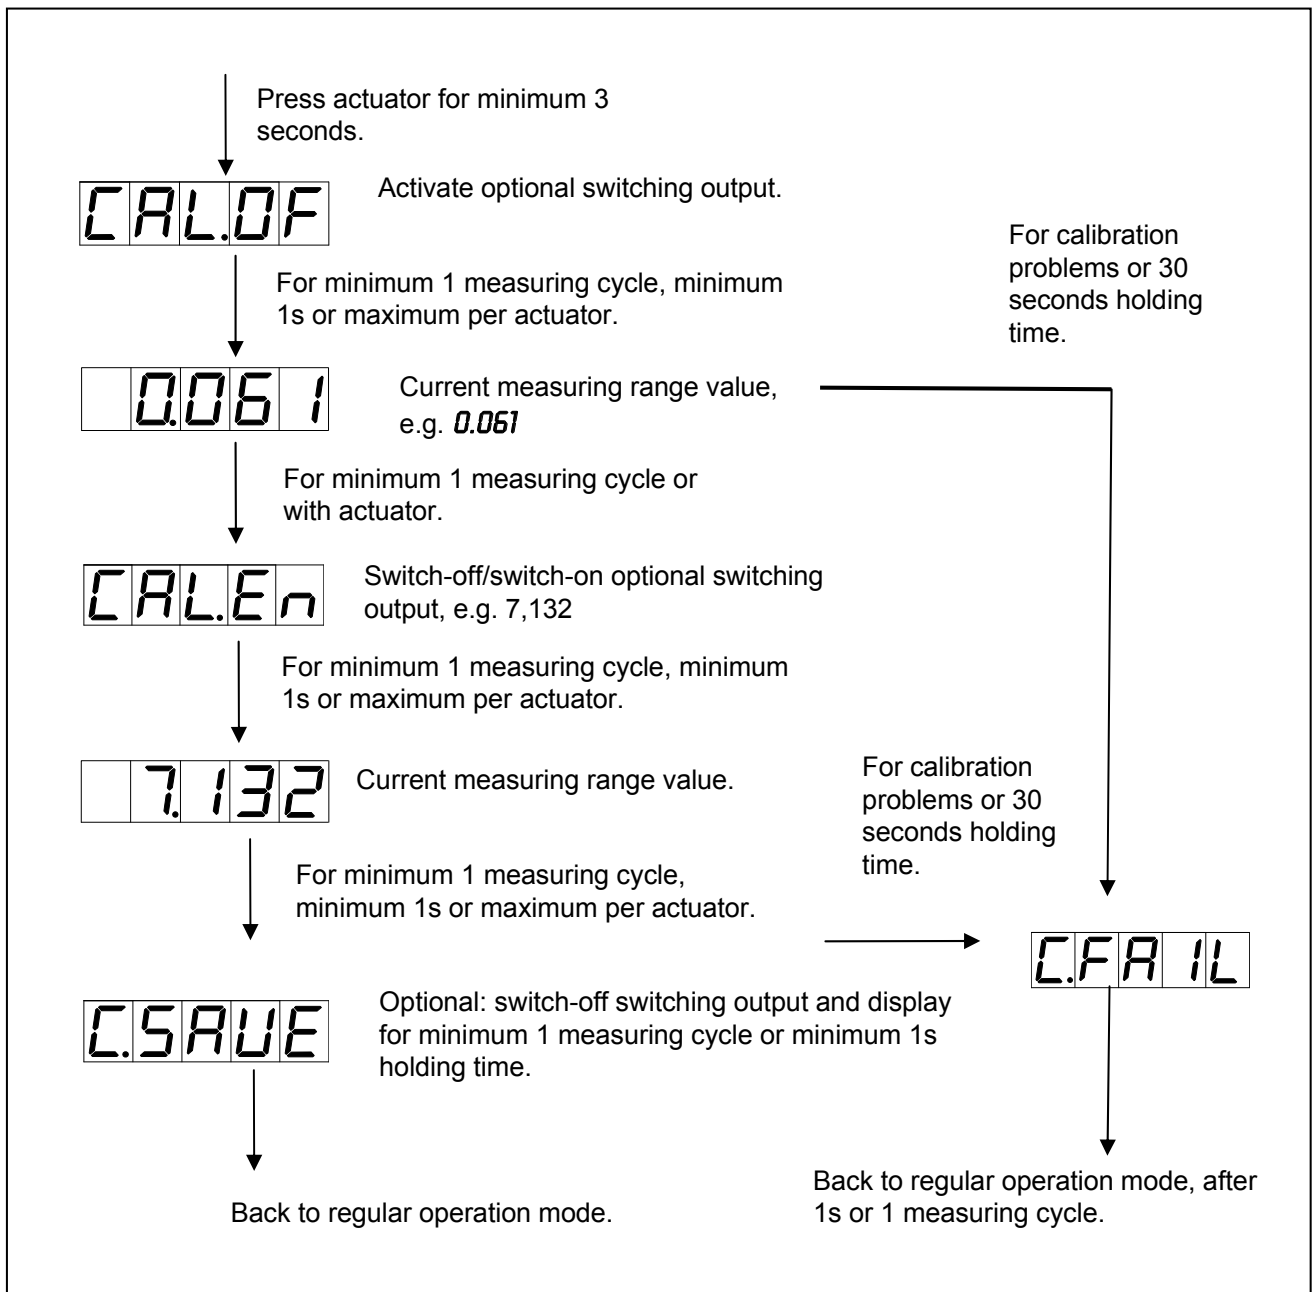 Press actuator for minimum 3
seconds.
CAL.OF
Activate optional switching output.
For minimum 1 measuring cycle, minimum
1s or maximum per actuator.
For calibration
problems or 30
seconds holding
time.
0.061
Current measuring range value,
e.g. 0.061
For minimum 1 measuring cycle or
with actuator.
CAL.En
Switch-off/switch-on optional switching
output, e.g. 7,132
For minimum 1 measuring cycle, minimum
1s or maximum per actuator.
7.132
Current measuring range value.
For calibration
problems or 30
seconds holding
time.
For minimum 1 measuring cycle,
minimum 1s or maximum per actuator.
C.FAIL
C.SAVE
Optional: switch-off switching output and display
for minimum 1 measuring cycle or minimum 1s
holding time.
Back to regular operation mode.
Back to regular operation mode, after
1s or 1 measuring cycle.